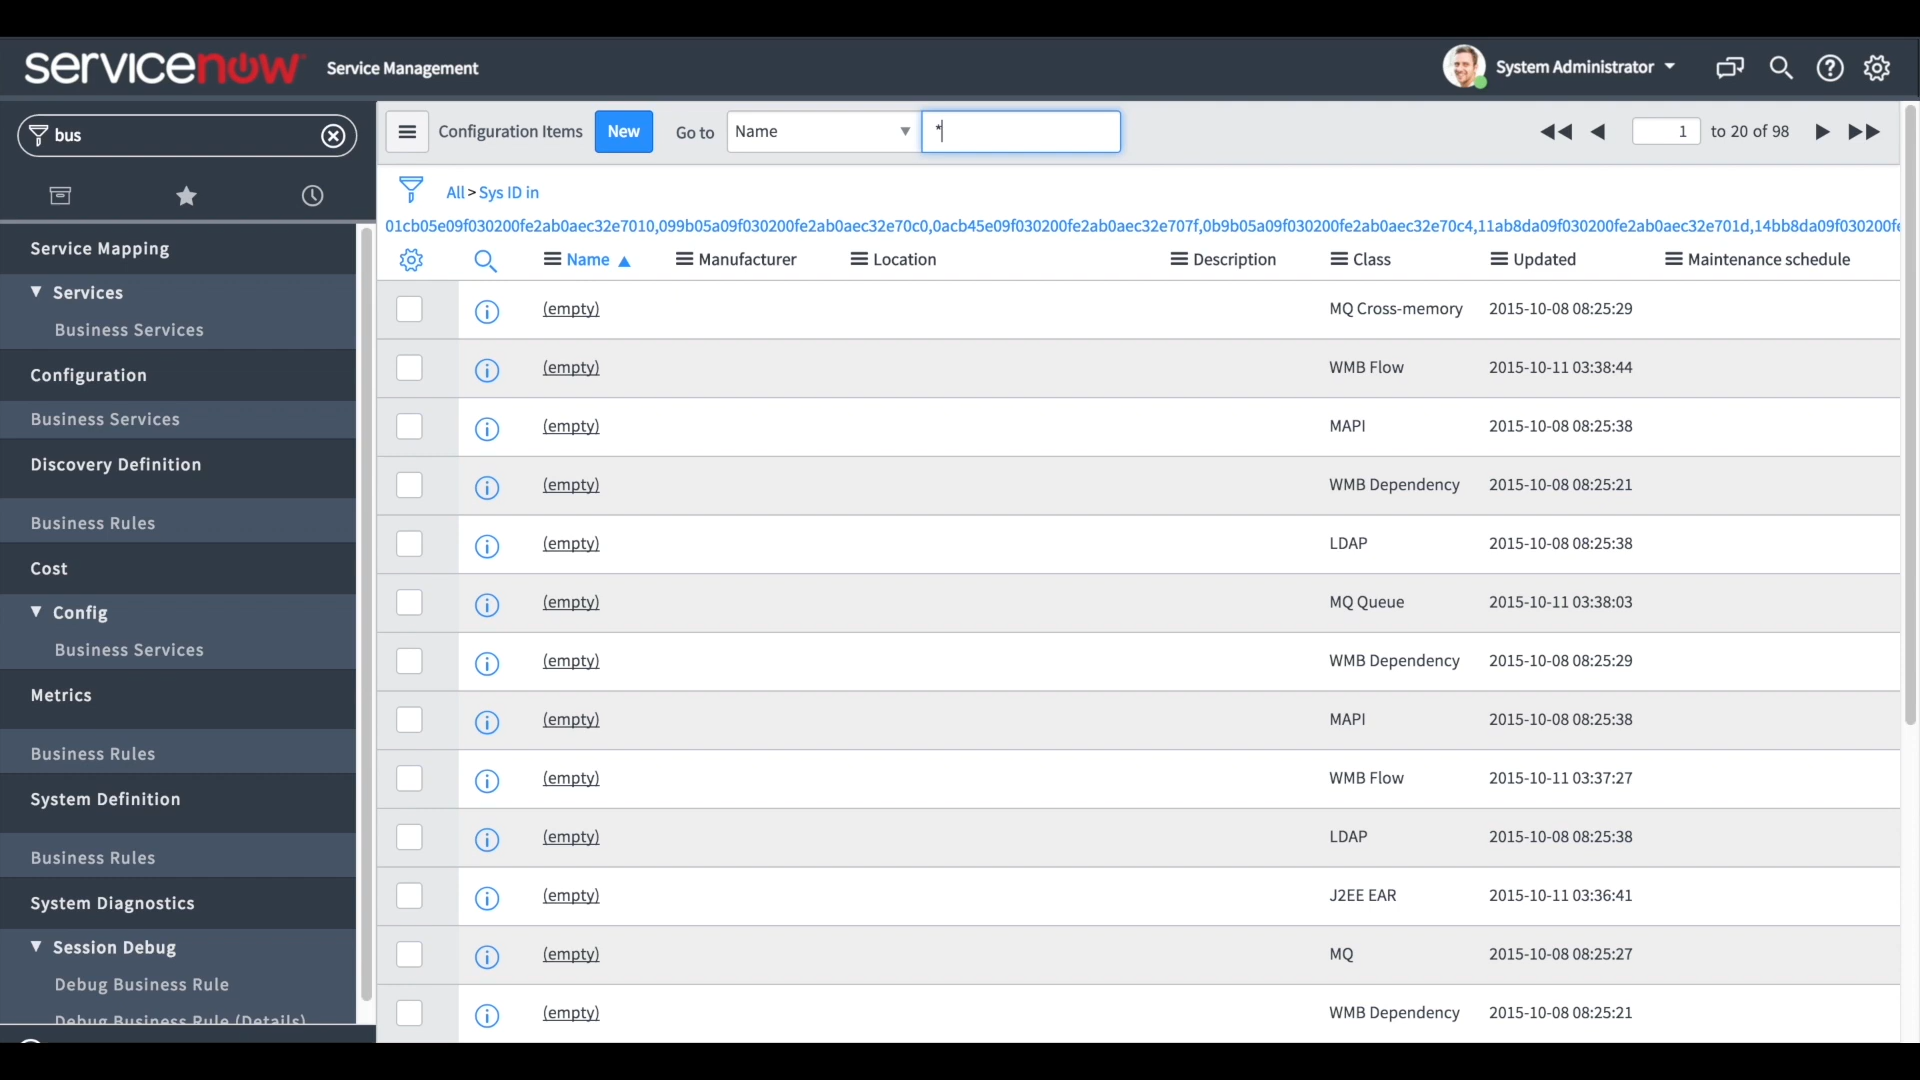 servicenow Service Management System Administrator
bus
Configuration Items New Go to Name * 1 to 20 of 98
All > Sys ID in
01cb05e09f030200fe2ab0aec32e7010,099b05a09f030200fe2ab0aec32e70c0,0acb45e09f030200fe2ab0aec32e707f,0b9b05a09f030200fe2ab0aec32e70c4,11ab8da09f030200fe2ab0aec32e701d,14bb8da09f030200fe
Name Manufacturer Location Description Class Updated Maintenance schedule
(empty) MQ Cross-memory 2015-10-08 08:25:29
(empty) WMB Flow 2015-10-11 03:38:44
(empty) MAPI 2015-10-08 08:25:38
(empty) WMB Dependency 2015-10-08 08:25:21
(empty) LDAP 2015-10-08 08:25:38
(empty) MQ Queue 2015-10-11 03:38:03
(empty) WMB Dependency 2015-10-08 08:25:29
(empty) MAPI 2015-10-08 08:25:38
(empty) WMB Flow 2015-10-11 03:37:27
(empty) LDAP 2015-10-08 08:25:38
(empty) J2EE EAR 2015-10-11 03:36:41
(empty) MQ 2015-10-08 08:25:27
(empty) WMB Dependency 2015-10-08 08:25:21
Service Mapping
Services
Business Services
Configuration
Business Services
Discovery Definition
Business Rules
Cost
Config
Business Services
Metrics
Business Rules
System Definition
Business Rules
System Diagnostics
Session Debug
Debug Business Rule
Debug Business Rule (Details)